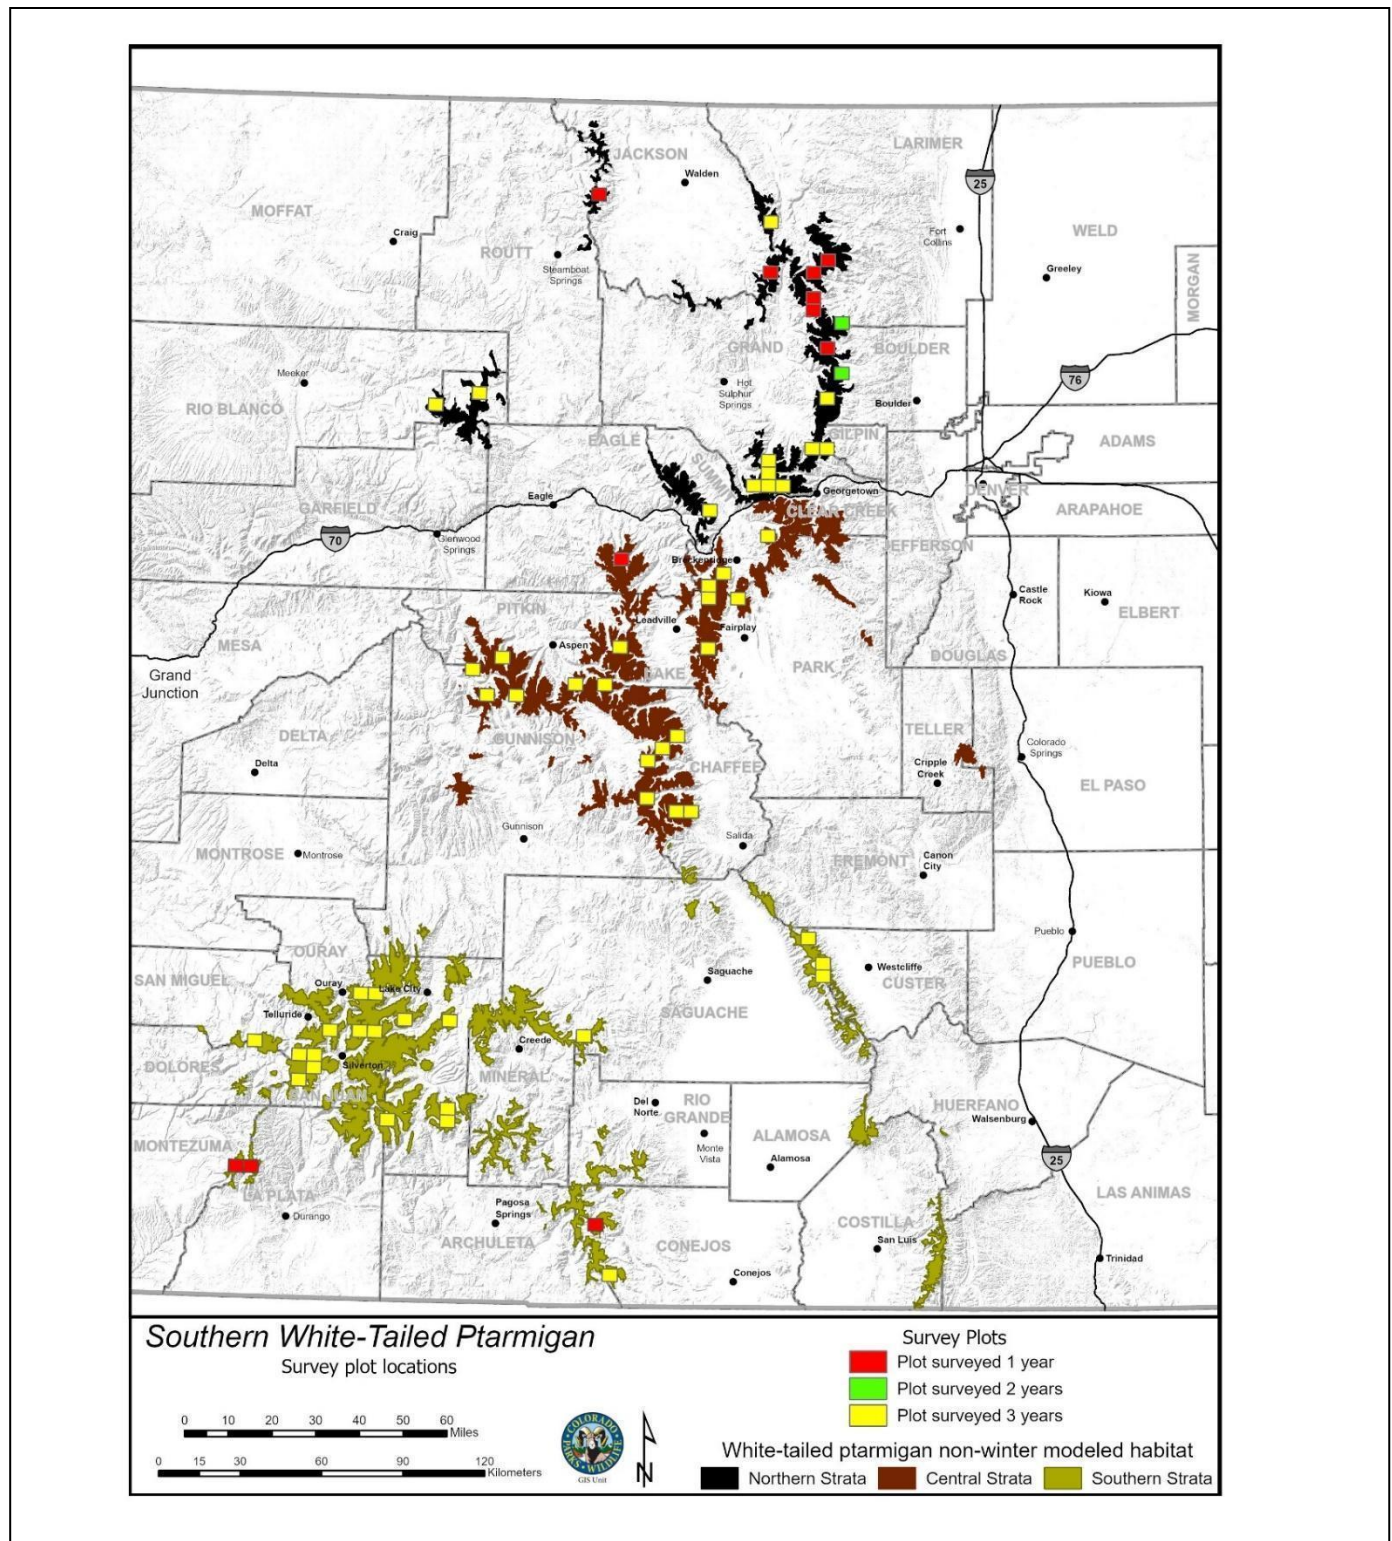 JACKSON
LARIMER
Walden
25
MOFFAT
Craig
ROUTT
Fort
Collins
WELD
Steamboat
Springs
Greeley
MORGAN
GRAND
BOULDER
Meeker
Hot
Sulphur
Springs
76
RIO BLANCO
Boulder
EAGLE
GILPIN
ADAMS
SUMMIT
Eagle
Georgetown
DENVER
GARFIELD
CLEAR CREEK
ARAPAHOE
70
Glenwood
Springs
JEFFERSON
Breckenridge
Castle
Rock
Kiowa
PITKIN
ELBERT
Leadville
Fairplay
MESA
Aspen
DOUGLAS
Grand
Junction
LAKE
PARK
TELLER
DELTA
GUNNISON
Colorado
Springs
Delta
CHAFFEE
Cripple
Creek
EL PASO
Gunnison
Salida
MONTROSE
Montrose
FREMONT
Canon
City
Pueblo
OURAY
SAN MIGUEL
Saguache
Westcliffe
PUEBLO
Ouray
Lake City
CUSTER
Telluride
SAGUACHE
Creede
DOLORES
Silverton
MINERAL
SAN JUAN
Del
Norte
RIO
GRANDE
HUERFANO
Walsenburg
MONTEZUMA
Monte
Vista
ALAMOSA
Alamosa
25
LA PLATA
LAS ANIMAS
Durango
Pagosa
Springs
COSTILLA
ARCHULETA
CONEJOS
San Luis
Trinidad
Conejos
Southern White-Tailed Ptarmigan
Survey plot locations
Survey Plots
Plot surveyed 1 year
Plot surveyed 2 years
Plot surveyed 3 years
0 10 20 30 40 50 60
Miles
0 15 30 60 90 120
Kilometers
COLORADO
PARKS WILDLIFE
GIS Unit
N
White-tailed ptarmigan non-winter modeled habitat
Northern Strata Central Strata Southern Strata